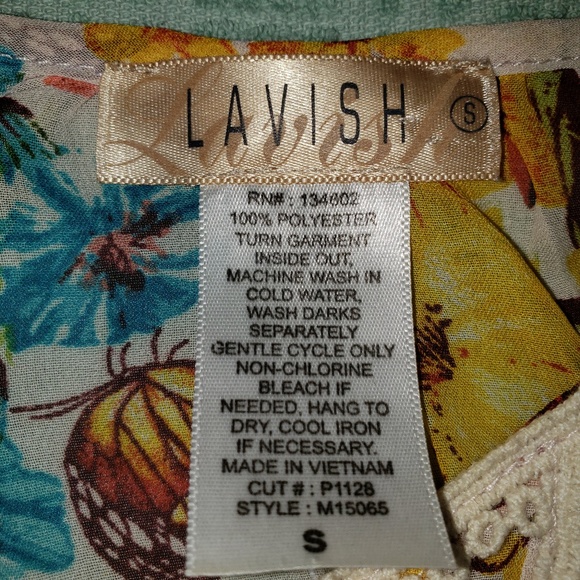 Lavish
LAVISH S
RN# : 134602
100% POLYESTER
TURN GARMENT
INSIDE OUT,
MACHINE WASH IN
COLD WATER,
WASH DARKS
SEPARATELY
GENTLE CYCLE ONLY
NON-CHLORINE
BLEACH IF
NEEDED, HANG TO
DRY, COOL IRON
IF NECESSARY.
MADE IN VIETNAM
CUT # : P1128
STYLE : M15065
S